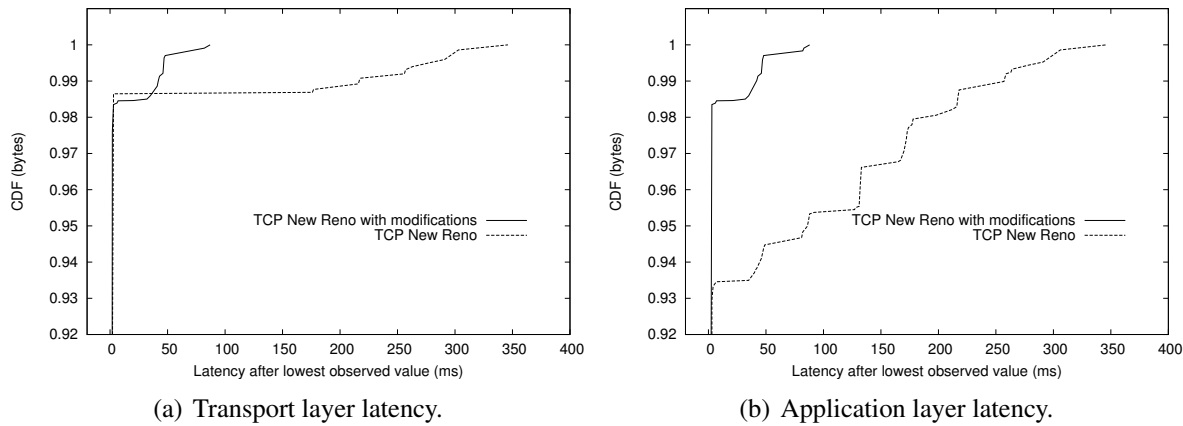 1
0.99
0.98
0.97
0.96
0.95
0.94
0.93
0.92
CDF (bytes)
TCP New Reno with modifications
TCP New Reno
0 50 100 150 200 250 300 350 400
Latency after lowest observed value (ms)
(a) Transport layer latency.
1
0.99
0.98
0.97
0.96
0.95
0.94
0.93
0.92
CDF (bytes)
TCP New Reno with modifications
TCP New Reno
0 50 100 150 200 250 300 350 400
Latency after lowest observed value (ms)
(b) Application layer latency.